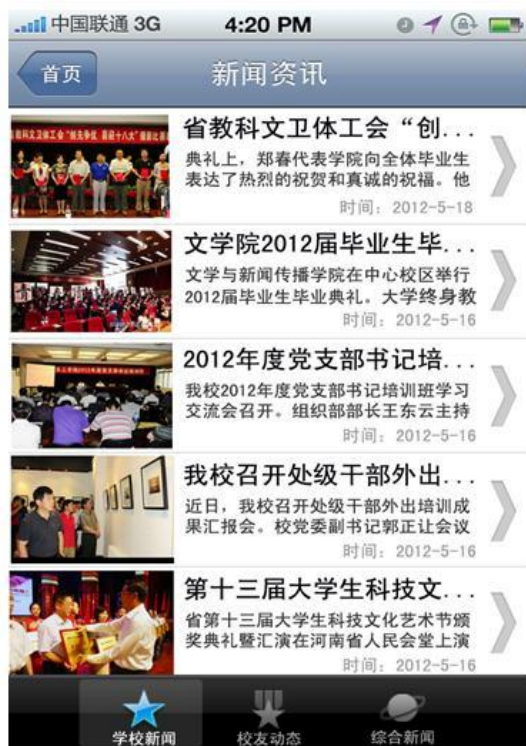 中国联通 3G 4:20 PM
首页 新闻资讯
省教科文卫体工会“创...
典礼上，郑春代表学院向全体毕业生
表达了热烈的祝贺和真诚的祝福。他
时间：2012-5-18
文学院2012届毕业生毕...
文学与新闻传播学院在中心校区举行
2012届毕业生毕业典礼。大学终身教
时间：2012-5-16
2012年度党支部书记培...
我校2012年度党支部书记培训班学习
交流会召开。组织部部长王东云主持
时间：2012-5-16
我校召开处级干部外出...
近日，我校召开处级干部外出培训成
果汇报会。校党委副书记郭正让会议
时间：2012-5-16
第十三届大学生科技文...
省第十三届大学生科技文化艺术节颁
奖典礼暨汇演在河南省人民会堂上演
时间：2012-5-16
学校新闻 校友动态 综合新闻